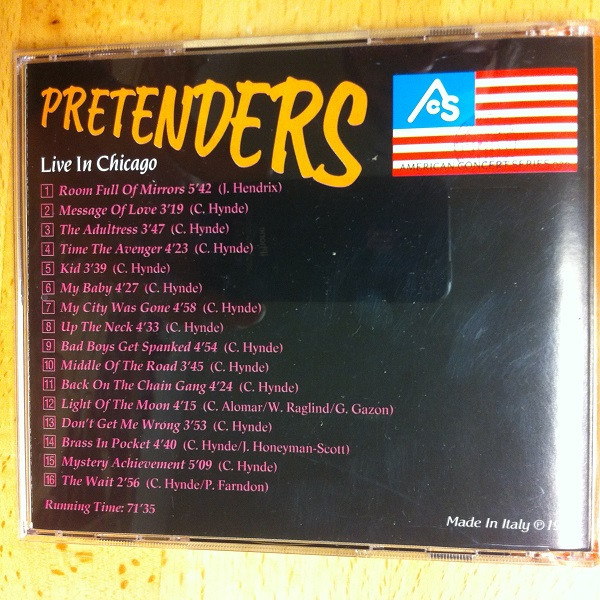 PRETENDERS
Live In Chicago
ACS
AMERICAN CONCERT SERIES
1 Room Full Of Mirrors 5'42 (J. Hendrix)
2 Message Of Love 3'19 (C. Hynde)
3 The Adultress 3'47 (C. Hynde)
4 Time The Avenger 4'23 (C. Hynde)
5 Kid 3'39 (C. Hynde)
6 My Baby 4'27 (C. Hynde)
7 My City Was Gone 4'58 (C. Hynde)
8 Up The Neck 4'33 (C. Hynde)
9 Bad Boys Get Spanked 4'54 (C. Hynde)
10 Middle Of The Road 3'45 (C. Hynde)
11 Back On The Chain Gang 4'24 (C. Hynde)
12 Light Of The Moon 4'15 (C. Alomar/W. Raglind/G. Gazon)
13 Don't Get Me Wrong 3'53 (C. Hynde)
14 Brass In Pocket 4'40 (C. Hynde/J. Honeyman-Scott)
15 Mystery Achievement 5'09 (C. Hynde)
16 The Wait 2'56 (C. Hynde/P. Farndon)
Running Time: 71'35
Made In Italy ℗